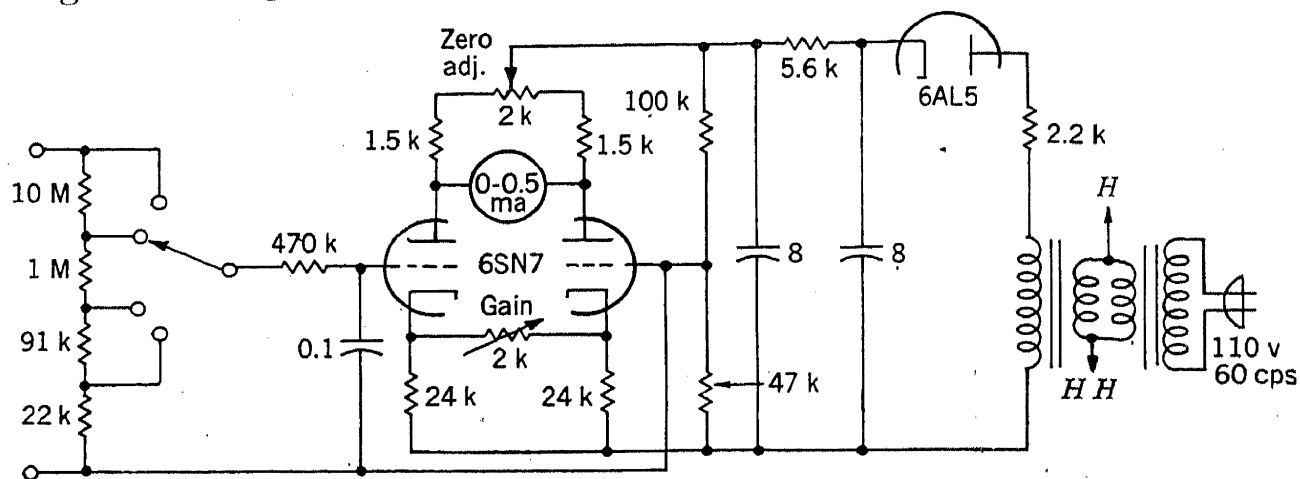 Zero
adj.
2 k
1.5 k
1.5 k
0-0.5
ma
100 k
5.6 k
6AL5
2.2 k
10 M
1 M
91 k
22 k
470 k
0.1
6SN7
Gain
2 k
24 k
24 k
47 k
8
8
H
H H
110 v
60 cps